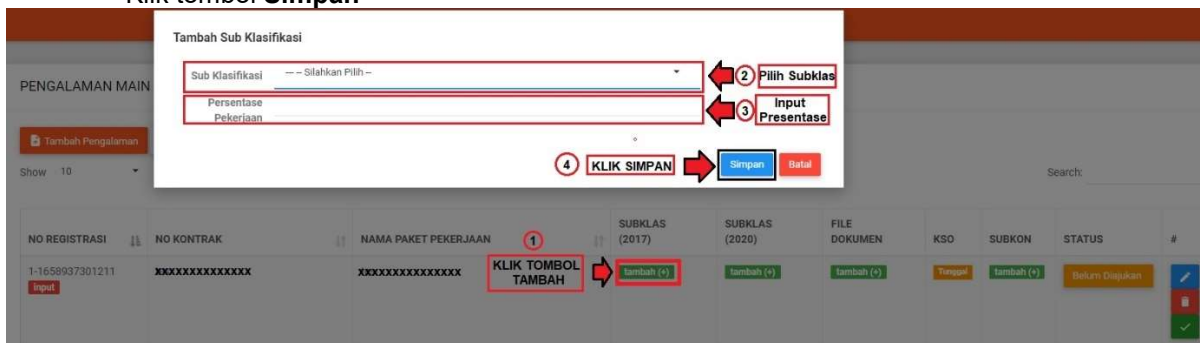 Klik tombol Simpan
Tambah Sub Klasifikasi
Sub Klasifikasi
--- -- Silahkan Pilih --
2 Pilih Subklas
PENGALAMAN MAIN
Persentase
Pekerjaan
3 Input
Presentase
Tambah Pengalaman
4 KLIK SIMPAN
Simpan
Batal
Show 10
Search:
NO REGISTRASI
NO KONTRAK
NAMA PAKET PEKERJAAN
1
SUBKLAS
(2017)
SUBKLAS
(2020)
FILE
DOKUMEN
KSO
SUBKON
STATUS
#
1-1658937301211
Input
XXXXXXXXXXXXXX
XXXXXXXXXXXXXXX
KLIK TOMBOL
TAMBAH
tambah (+)
tambah (+)
tambah (+)
Tunggal
tambah (+)
Belum Diajukan